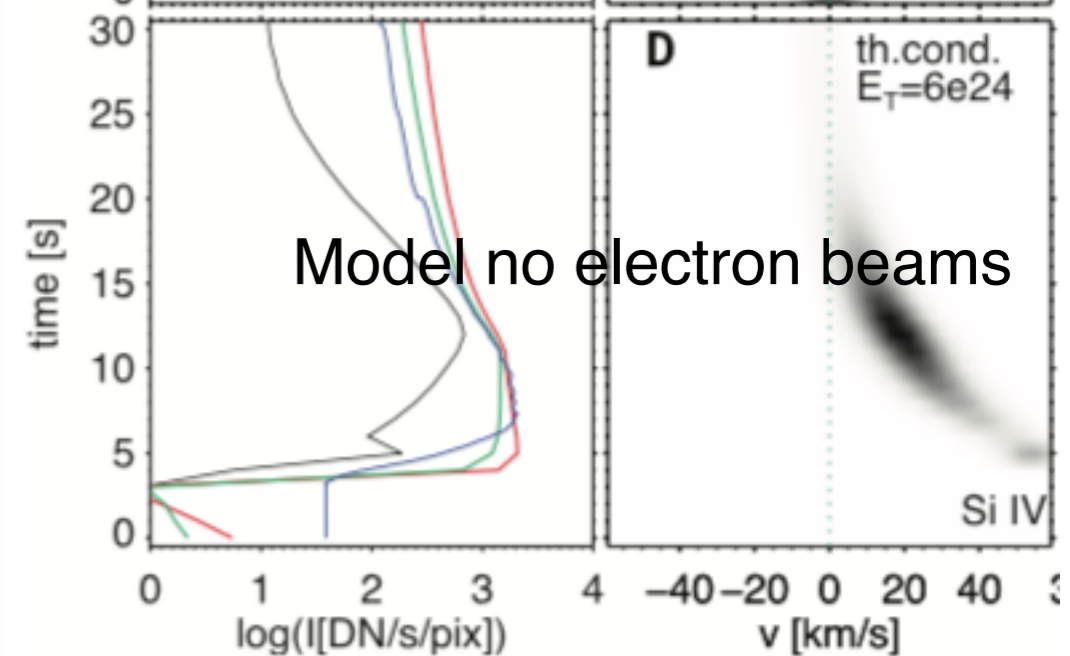 30
25
20
15
10
5
0
time [s]
0 1 2 3 4
log(I[DN/s/pix])
D
th.cond.
E_T=6e24
Model no electron beams
Si IV
−40 −20 0 20 40
v [km/s]